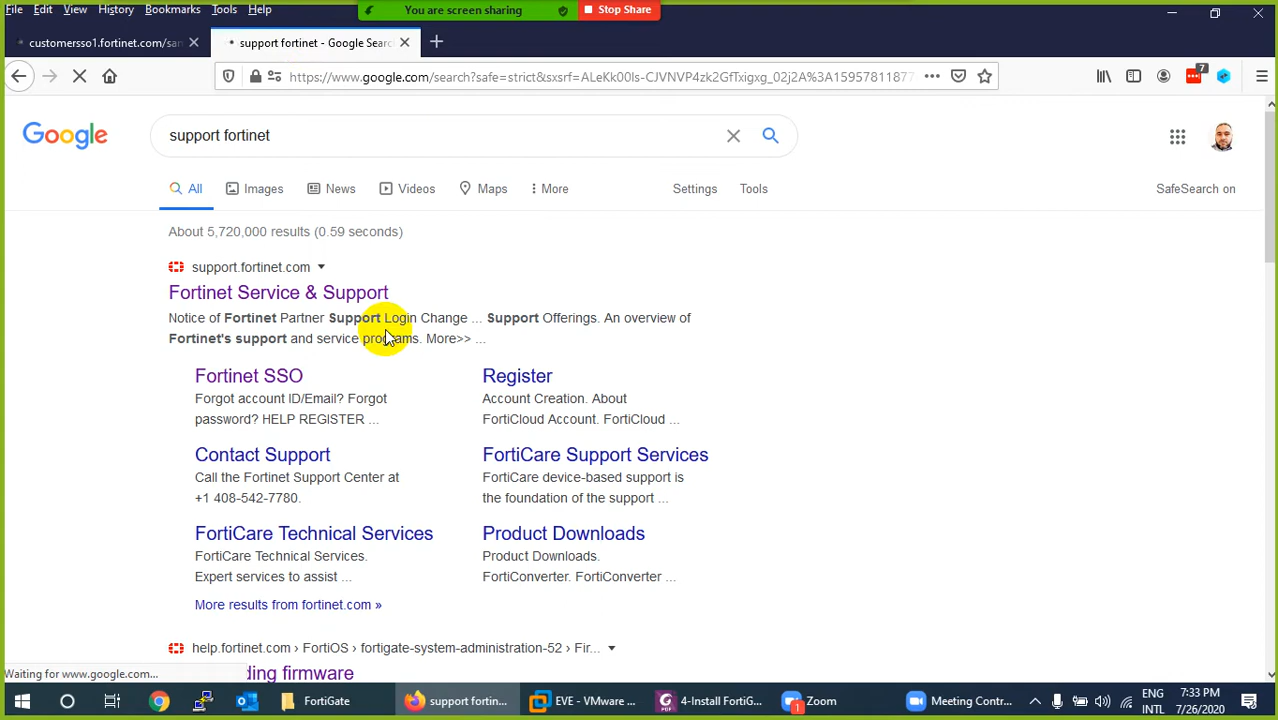 File Edit View History Bookmarks Tools Help
You are screen sharing Stop Share
customersso1.fortinet.com/sar
support fortinet - Google Searc
https://www.google.com/search?safe=strict&sxsrf=ALeKk00ls-CJVNVP4zk2GfTxigxg_02j2A%3A15957811877
7
Google
support fortinet
All Images News Videos Maps More Settings Tools
SafeSearch on
About 5,720,000 results (0.59 seconds)
support.fortinet.com
Fortinet Service & Support
Notice of Fortinet Partner Support Login Change ... Support Offerings. An overview of
Fortinet's support and service programs. More>> ...
Fortinet SSO
Forgot account ID/Email? Forgot
password? HELP REGISTER ...
Register
Account Creation. About
FortiCloud Account. FortiCloud ...
Contact Support
Call the Fortinet Support Center at
+1 408-542-7780.
FortiCare Support Services
FortiCare device-based support is
the foundation of the support ...
FortiCare Technical Services
FortiCare Technical Services.
Expert services to assist ...
Product Downloads
Product Downloads.
FortiConverter. FortiConverter ...
More results from fortinet.com »
help.fortinet.com › FortiOS › fortigate-system-administration-52 › Fir...
ding firmware
Waiting for www.google.com...
FortiGate
support fortin...
EVE - VMware ...
4-Install FortiG...
Zoom
1
Meeting Contr...
ENG
INTL
7:33 PM
7/26/2020